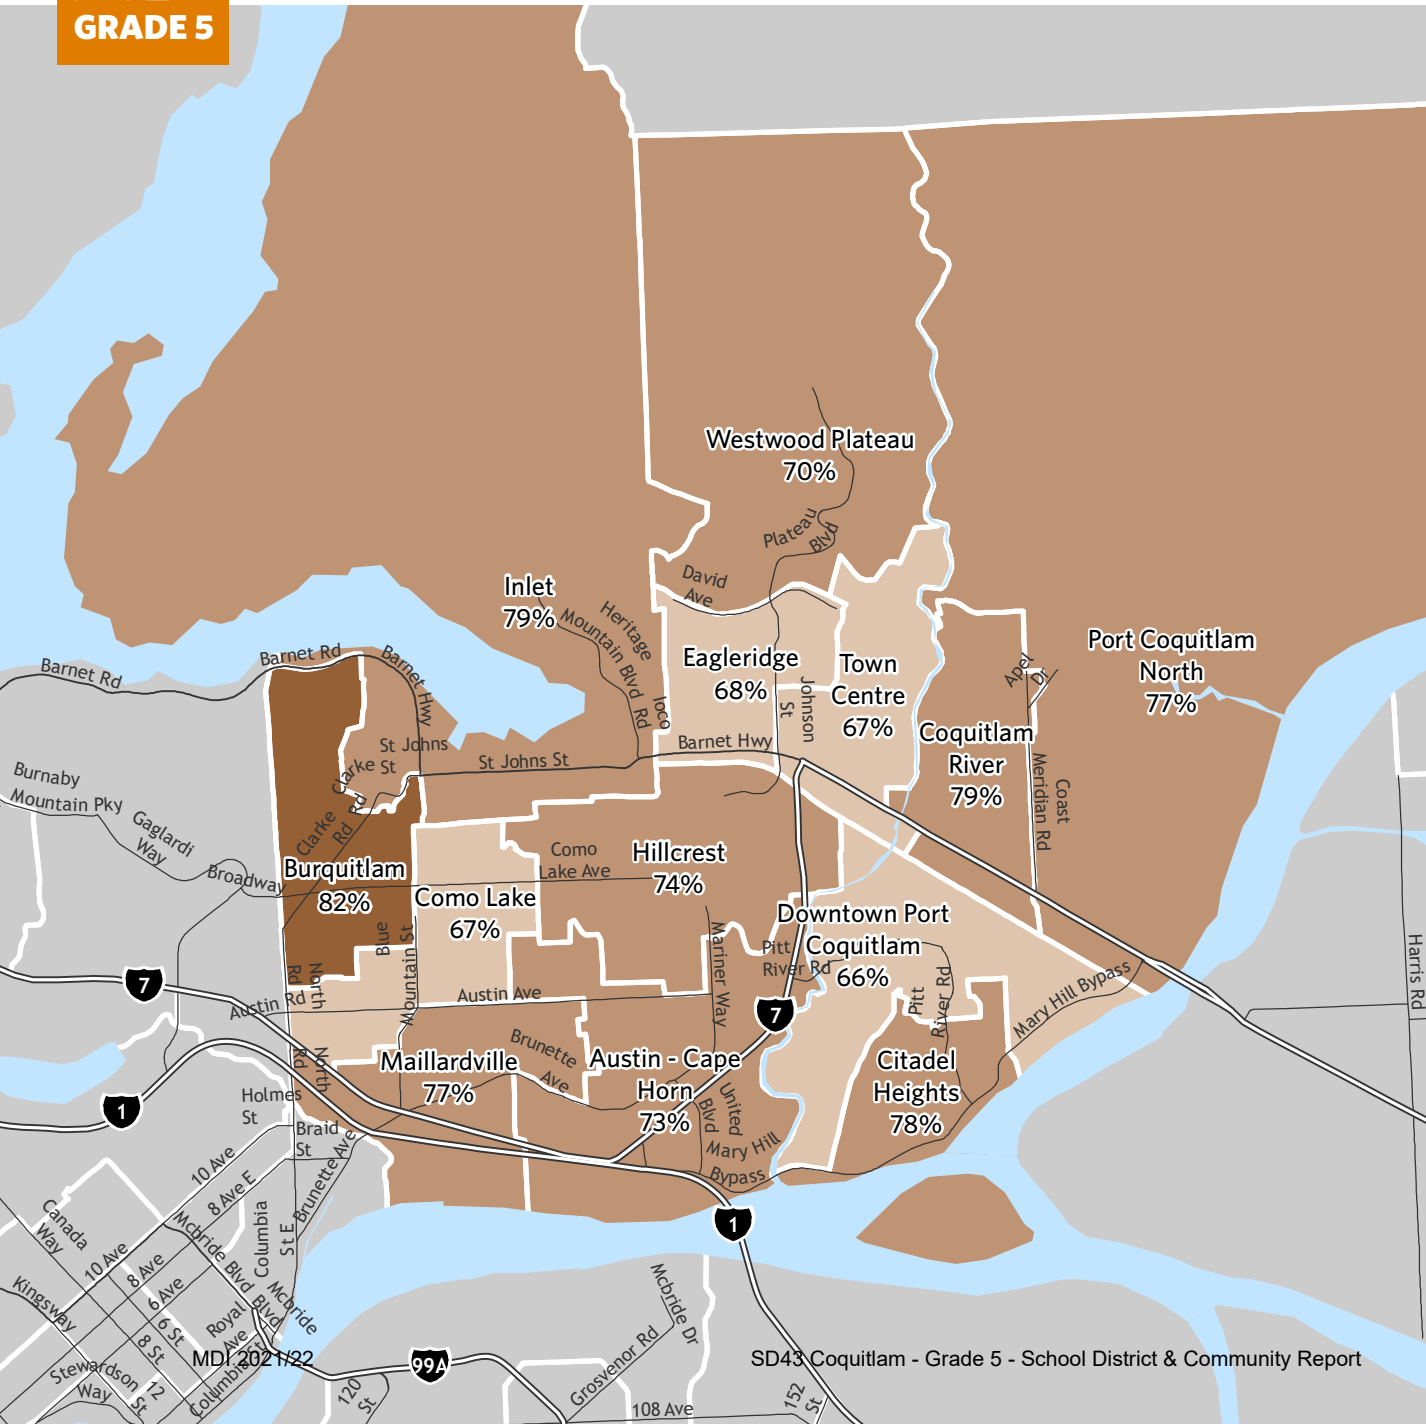 GRADE 5
Westwood Plateau
70%
Plateau
Blvd
David
Ave
Inlet
79%
Heritage
Mountain Blvd
Ioco
Rd
Eagleridge
68%
Town
Centre
67%
Johnson
St
Port Coquitlam
North
77%
Apel
Dr
Coquitlam
River
79%
Coast
Meridian Rd
Barnet Rd
Barnet Rd
Barnet Hwy
Barnet Hwy
St Johns
St
St Johns St
Clarke
Rd
Clarke
Rd
Burnaby
Mountain Pky
Gaglardi
Way
Broadway
Burquitlam
82%
Como Lake
67%
Como
Lake Ave
Hillcrest
74%
Downtown Port
Coquitlam
66%
Pitt
River Rd
Pitt
River Rd
Mariner Way
Blue
Mountain St
North
Rd
Austin Rd
Austin Ave
Mary Hill Bypass
Harris Rd
7
7
Maillardville
77%
Brunette
Ave
Austin - Cape
Horn
73%
Citadel
Heights
78%
United
Blvd
Mary Hill
Bypass
North
Rd
Holmes
St
Braid
St
1
1
10 Ave
8 Ave E
Brunette Ave
Columbia
St E
Canada
Way
Mcbride Blvd
Mcbride
Blvd
10 Ave
8 Ave
6 Ave
6 St
8 St
Royal
Ave
Kingsway
Stewardson
Way
12
St
Columbia St
99A
120
St
Grosvenor Rd
Mcbride Dr
108 Ave
152
St
MDI 2021/22
SD43 Coquitlam - Grade 5 - School District & Community Report